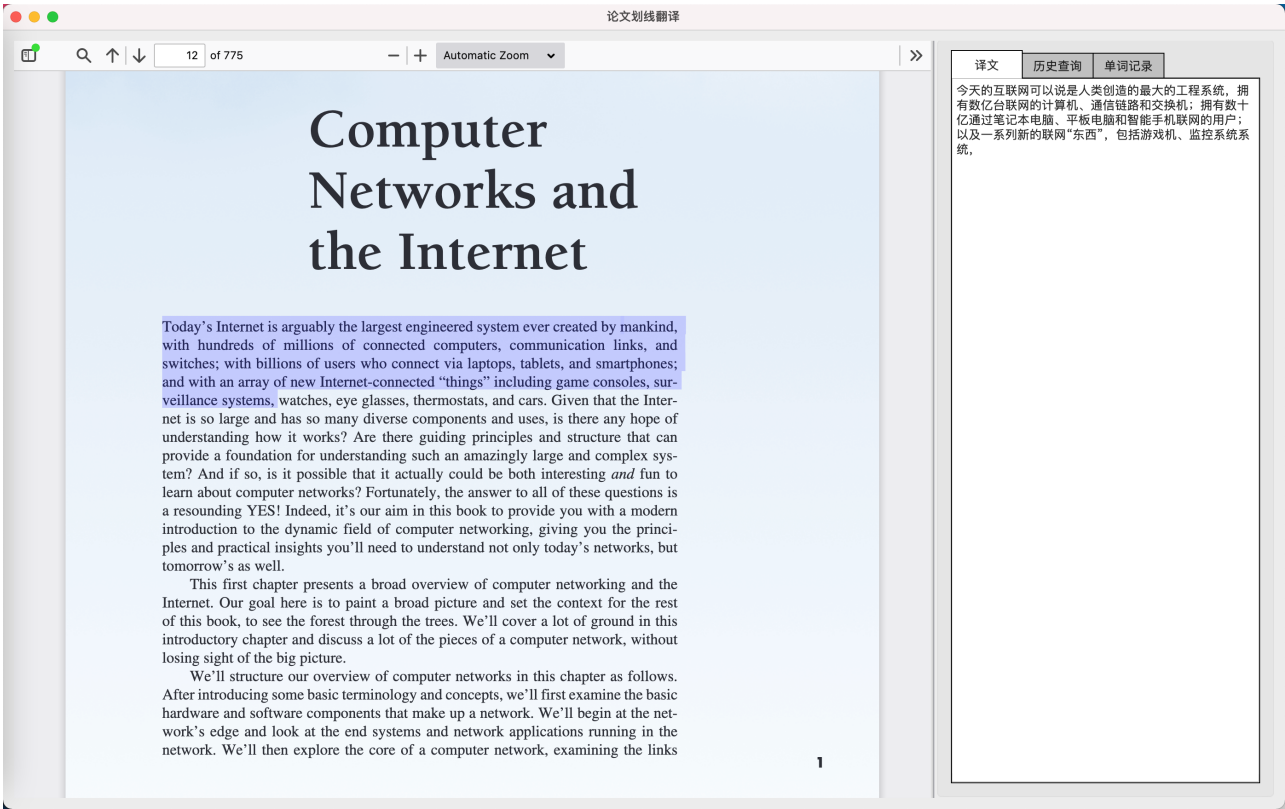 论文划线翻译
12 of 775
Automatic Zoom
译文 历史查询 单词记录
Computer
Networks and
the Internet
Today's Internet is arguably the largest engineered system ever created by mankind,
with hundreds of millions of connected computers, communication links, and
switches; with billions of users who connect via laptops, tablets, and smartphones;
and with an array of new Internet-connected “things” including game consoles, sur-
veillance systems, watches, eye glasses, thermostats, and cars. Given that the Inter-
net is so large and has so many diverse components and uses, is there any hope of
understanding how it works? Are there guiding principles and structure that can
provide a foundation for understanding such an amazingly large and complex sys-
tem? And if so, is it possible that it actually could be both interesting and fun to
learn about computer networks? Fortunately, the answer to all of these questions is
a resounding YES! Indeed, it's our aim in this book to provide you with a modern
introduction to the dynamic field of computer networking, giving you the princi-
ples and practical insights you'll need to understand not only today's networks, but
tomorrow's as well.
This first chapter presents a broad overview of computer networking and the
Internet. Our goal here is to paint a broad picture and set the context for the rest
of this book, to see the forest through the trees. We'll cover a lot of ground in this
introductory chapter and discuss a lot of the pieces of a computer network, without
losing sight of the big picture.
We'll structure our overview of computer networks in this chapter as follows.
After introducing some basic terminology and concepts, we'll first examine the basic
hardware and software components that make up a network. We'll begin at the net-
work's edge and look at the end systems and network applications running in the
network. We'll then explore the core of a computer network, examining the links
1
今天的互联网可以说是人类创造的最大的工程系统，拥
有数亿台联网的计算机、通信链路和交换机；拥有数十
亿通过笔记本电脑、平板电脑和智能手机联网的用户；
以及一系列新的联网“东西”，包括游戏机、监控系统系
统，